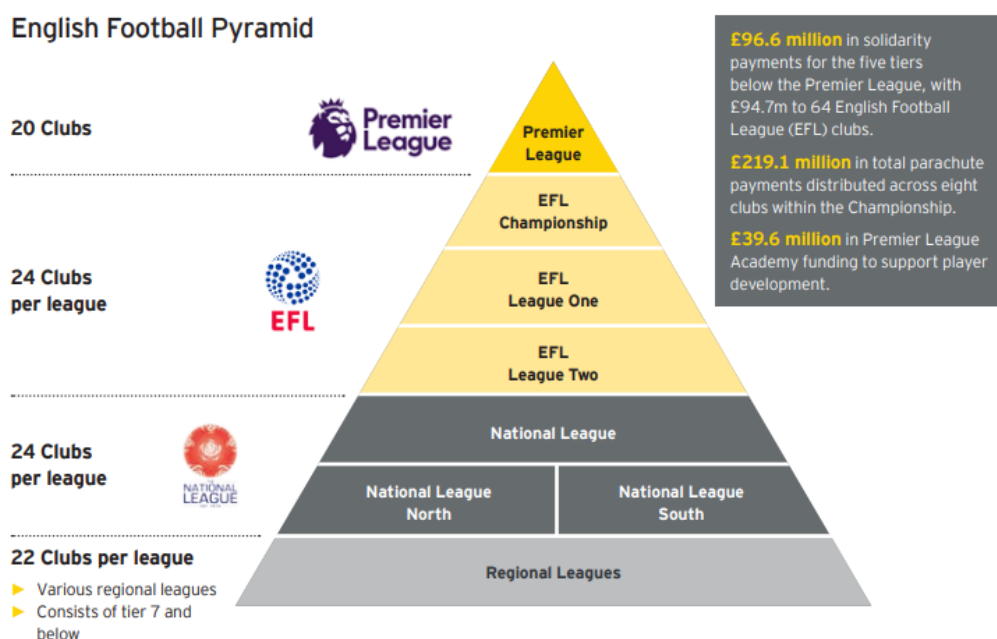 English Football Pyramid
20 Clubs
Premier
League
Premier
League
EFL
Championship
24 Clubs
per league
EFL
EFL
League One
EFL
League Two
24 Clubs
per league
THE
NATIONAL
LEAGUE
National League
National League
North
National League
South
22 Clubs per league
Various regional leagues
Consists of tier 7 and
below
Regional Leagues
£96.6 million in solidarity
payments for the five tiers
below the Premier League, with
£94.7m to 64 English Football
League (EFL) clubs.
£219.1 million in total parachute
payments distributed across eight
clubs within the Championship.
£39.6 million in Premier League
Academy funding to support player
development.